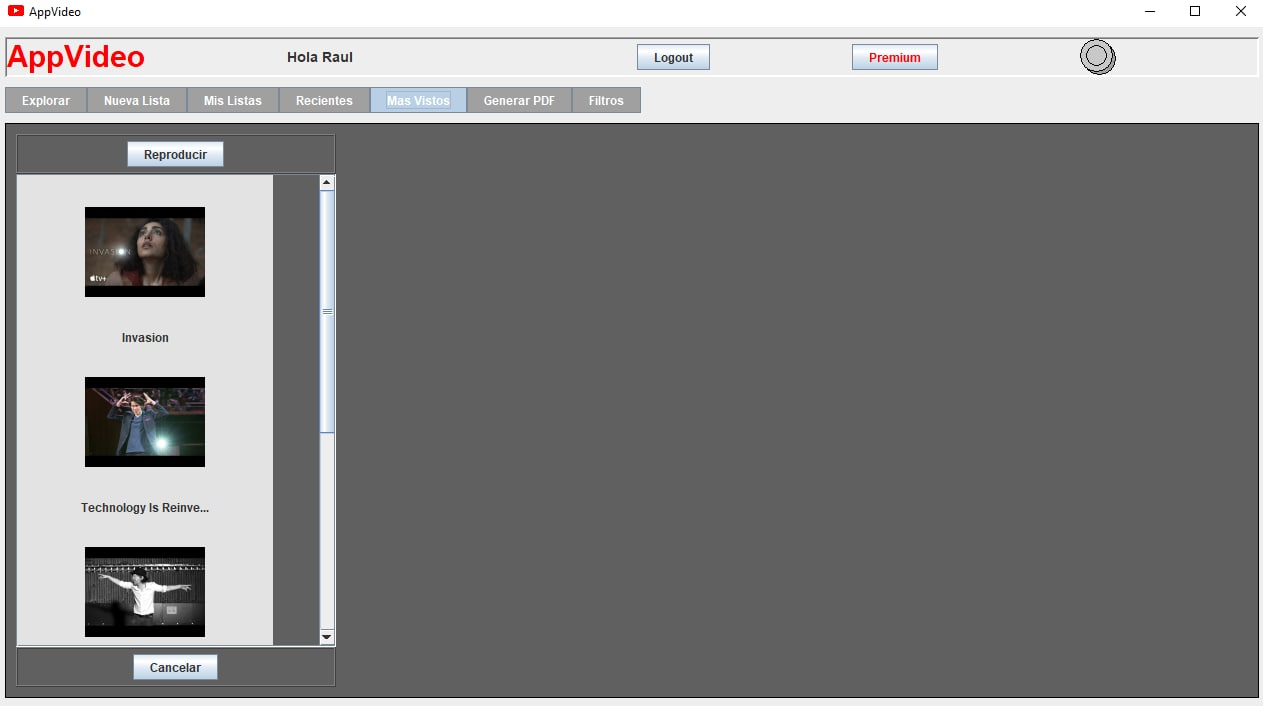 AppVideo
AppVideo
Hola Raul
Logout
Premium
Explorar
Nueva Lista
Mis Listas
Recientes
Mas Vistos
Generar PDF
Filtros
Reproducir
INVASION
tv+
Invasion
Technology Is Reinve...
Cancelar